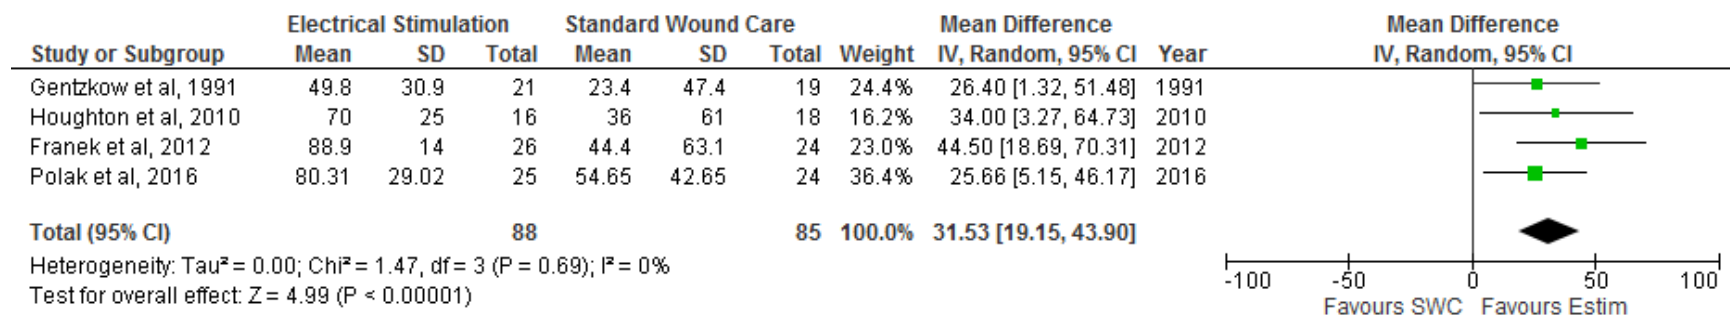 Electrical Stimulation Standard Wound Care Mean Difference Mean Difference
Study or Subgroup Mean SD Total Mean SD Total Weight IV, Random, 95% CI Year IV, Random, 95% CI
Gentzkow et al, 1991 49.8 30.9 21 23.4 47.4 19 24.4% 26.40 [1.32, 51.48] 1991
Houghton et al, 2010 70 25 16 36 61 18 16.2% 34.00 [3.27, 64.73] 2010
Franek et al, 2012 88.9 14 26 44.4 63.1 24 23.0% 44.50 [18.69, 70.31] 2012
Polak et al, 2016 80.31 29.02 25 54.65 42.65 24 36.4% 25.66 [5.15, 46.17] 2016
Total (95% CI) 88 85 100.0% 31.53 [19.15, 43.90]
Heterogeneity: Tau² = 0.00; Chi² = 1.47, df = 3 (P = 0.69); I² = 0%
Test for overall effect: Z = 4.99 (P < 0.00001)
-100 -50 0 50 100
Favours SWC Favours Estim